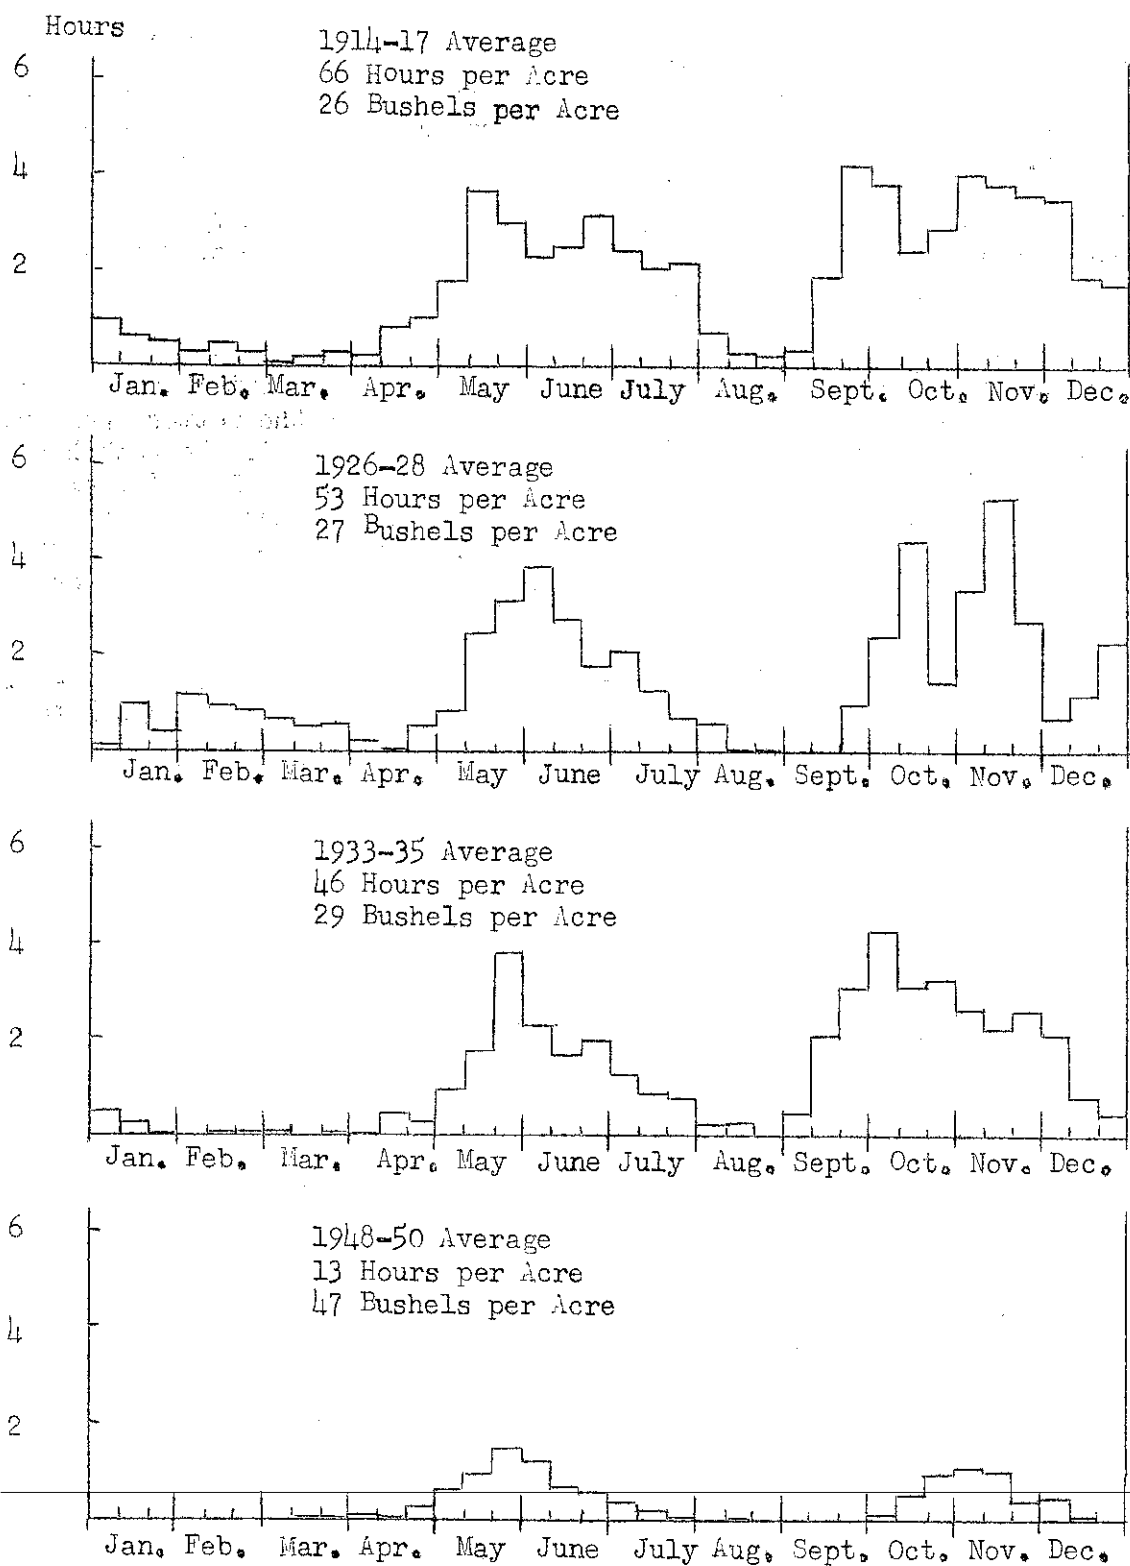 Hours
1914-17 Average
66 Hours per Acre
26 Bushels per Acre
6
4
2
Jan. Feb. Mar. Apr. May June July Aug. Sept. Oct. Nov. Dec.
1926-28 Average
53 Hours per Acre
27 Bushels per Acre
6
4
2
Jan. Feb. Mar. Apr. May June July Aug. Sept. Oct. Nov. Dec.
1933-35 Average
46 Hours per Acre
29 Bushels per Acre
6
4
2
Jan. Feb. Mar. Apr. May June July Aug. Sept. Oct. Nov. Dec.
1948-50 Average
13 Hours per Acre
47 Bushels per Acre
6
4
2
Jan. Feb. Mar. Apr. May June July Aug. Sept. Oct. Nov. Dec.